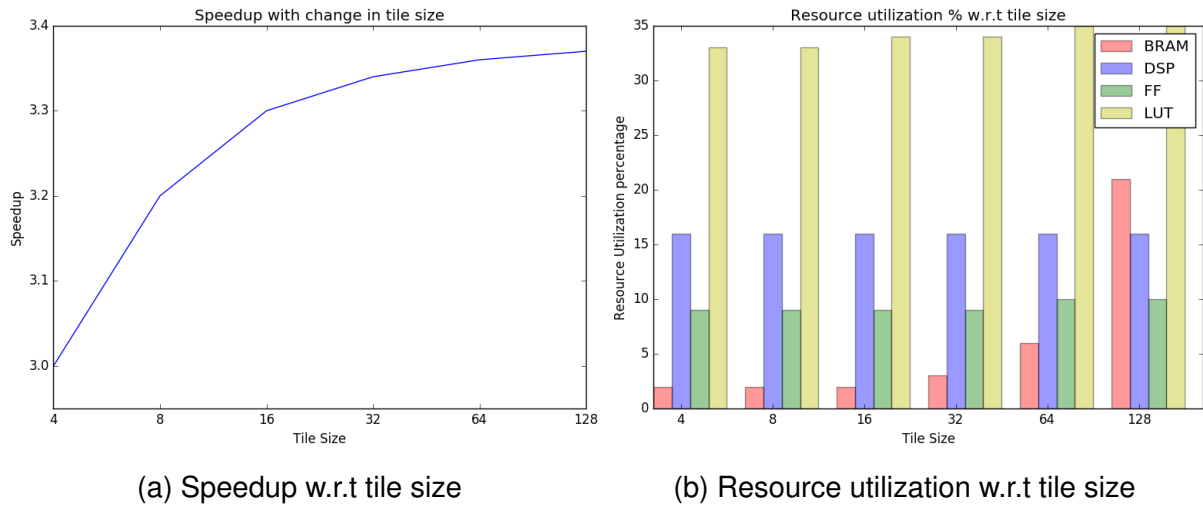 Speedup with change in tile size
3.4
3.3
3.2
3.1
3.0
Speedup
4 8 16 32 64 128
Tile Size
(a) Speedup w.r.t tile size
Resource utilization % w.r.t tile size
35
30
25
20
15
10
5
0
Resource Utilization percentage
BRAM
DSP
FF
LUT
4 8 16 32 64 128
Tile Size
(b) Resource utilization w.r.t tile size